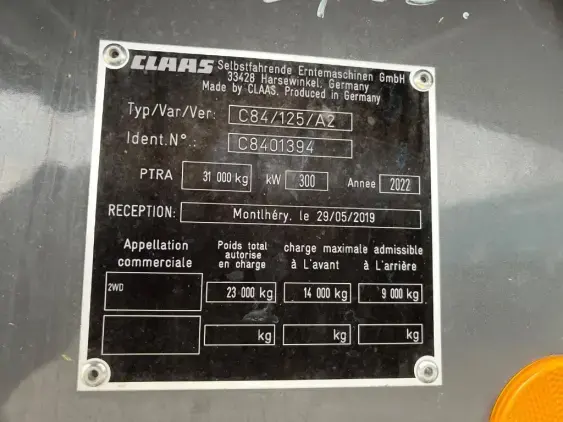 CLAAS Selbstfahrende Erntemaschinen GmbH
33428 Harsewinkel, Germany
Made by CLAAS, Produced in Germany
Typ/Var/Ver: C84/125/A2
Ident.N°.: C8401394
PTRA 31 000 kg kW 300 Annee 2022
RECEPTION: Montlhéry, le 29/05/2019
Appellation commerciale
Poids total autorise en charge
charge maximale admissible
à L'avant à L'arrière
2WD 23 000 kg 14 000 kg 9 000 kg
kg kg kg